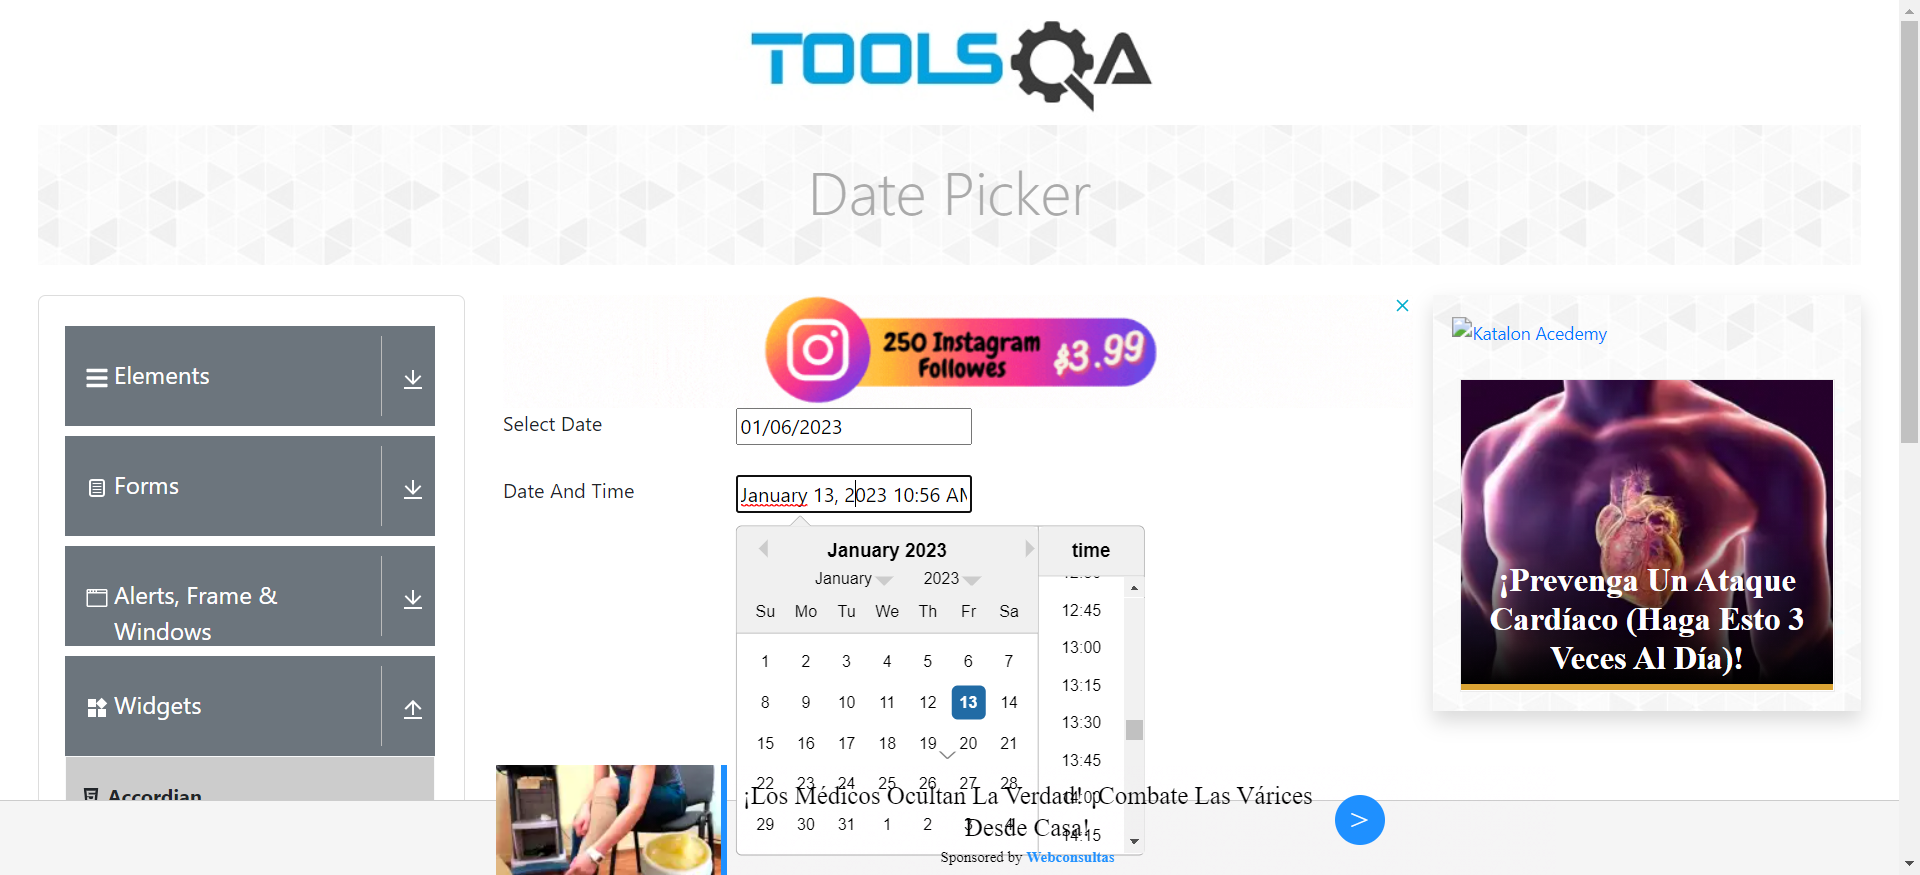 TOOLSQA
Date Picker
Elements
Forms
Alerts, Frame &
Windows
Widgets
Accordian
250 Instagram
Followes
$3.99
Select Date
01/06/2023
Date And Time
January 13, 2023 10:56 AM
January 2023
January
2023
Su Mo Tu We Th Fr Sa
1 2 3 4 5 6 7
8 9 10 11 12 13 14
15 16 17 18 19 20 21
22 23 24 25 26 27 28
29 30 31 1 2 3 4
time
12:45
13:00
13:15
13:30
13:45
14:00
14:15
Katalon Acedemy
¡Prevenga Un Ataque
Cardíaco (Haga Esto 3
Veces Al Día)!
¡Los Médicos Ocultan La Verdad! ¡Combate Las Várices
Desde Casa!
Sponsored by Webconsultas